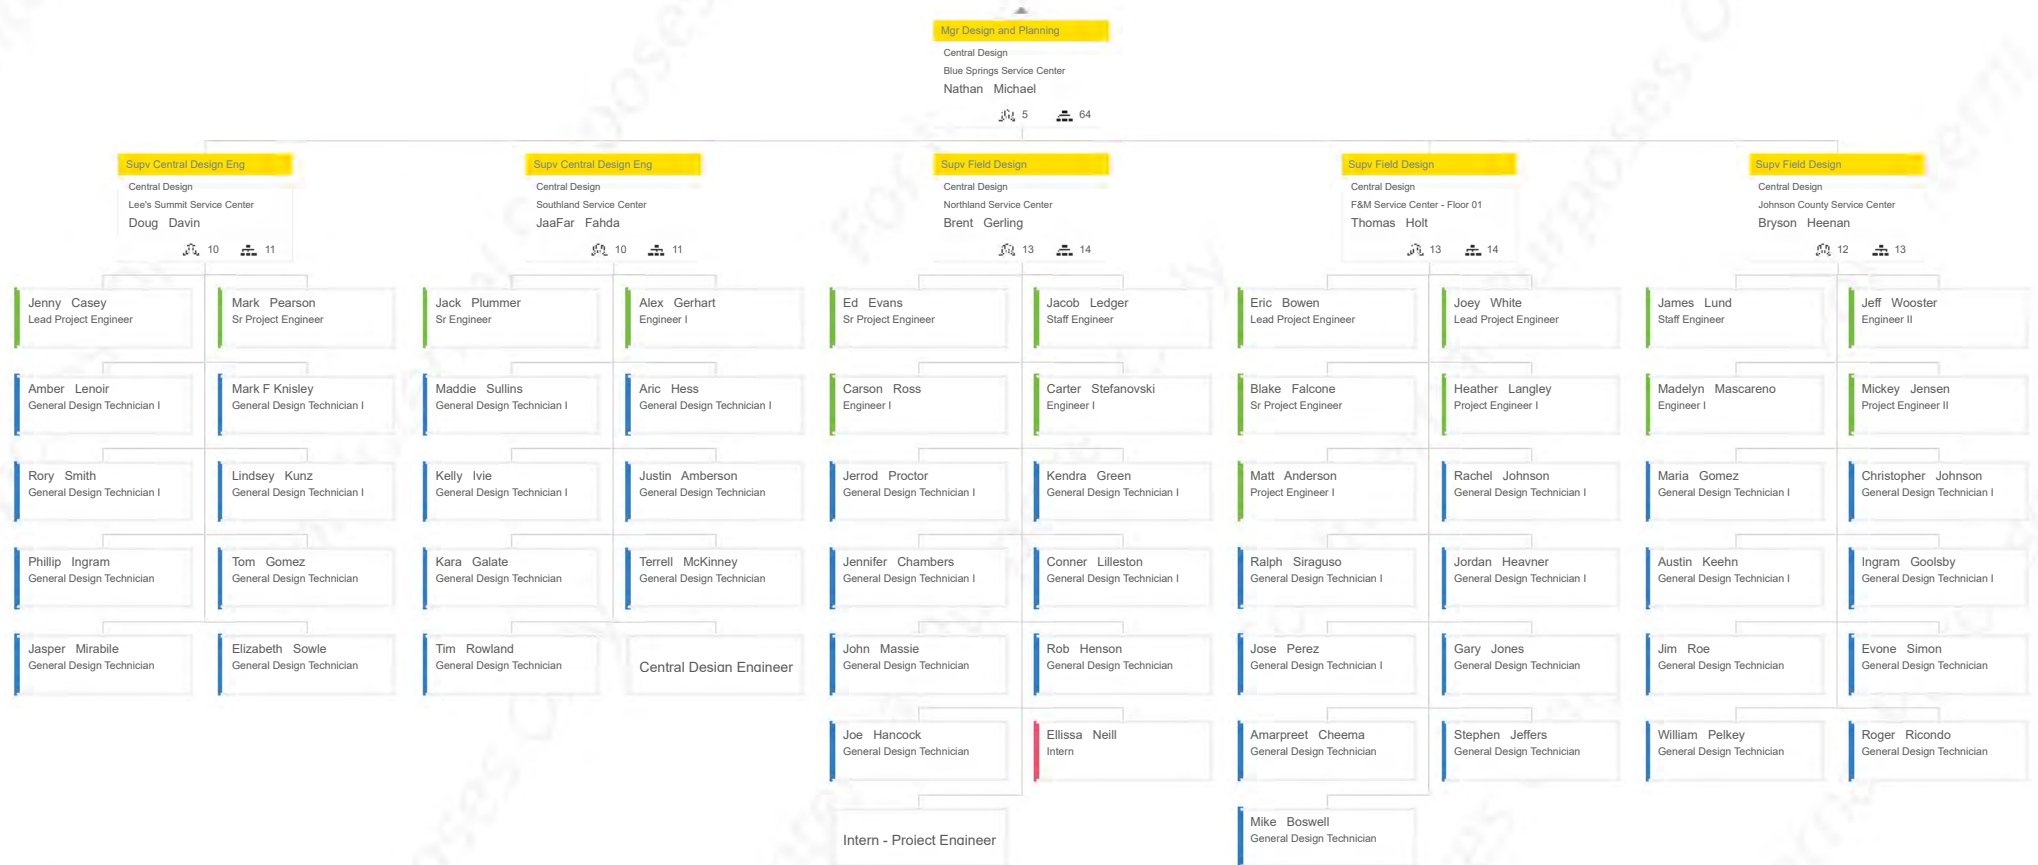 Mgr Design and Planning
Central Design
Blue Springs Service Center
Nathan Michael
5 64
Supv Central Design Eng
Central Design
Lee's Summit Service Center
Doug Davin
10 11
Supv Central Design Eng
Central Design
Southland Service Center
JaaFar Fahda
10 11
Supv Field Design
Central Design
Northland Service Center
Brent Gerling
13 14
Supv Field Design
Central Design
F&M Service Center - Floor 01
Thomas Holt
13 14
Supv Field Design
Central Design
Johnson County Service Center
Bryson Heenan
12 13
Jenny Casey
Lead Project Engineer
Mark Pearson
Sr Project Engineer
Amber Lenoir
General Design Technician I
Mark F Knisley
General Design Technician I
Rory Smith
General Design Technician I
Lindsey Kunz
General Design Technician I
Phillip Ingram
General Design Technician
Tom Gomez
General Design Technician
Jasper Mirabile
General Design Technician
Elizabeth Sowle
General Design Technician
Jack Plummer
Sr Engineer
Alex Gerhart
Engineer I
Maddie Sullins
General Design Technician I
Aric Hess
General Design Technician I
Kelly Ivie
General Design Technician I
Justin Amberson
General Design Technician
Kara Galate
General Design Technician
Terrell McKinney
General Design Technician
Tim Rowland
General Design Technician
Central Design Engineer
Ed Evans
Sr Project Engineer
Jacob Ledger
Staff Engineer
Carson Ross
Engineer I
Carter Stefanovski
Engineer I
Jerrod Proctor
General Design Technician I
Kendra Green
General Design Technician I
Jennifer Chambers
General Design Technician I
Conner Lilleston
General Design Technician I
John Massie
General Design Technician
Rob Henson
General Design Technician
Joe Hancock
General Design Technician
Ellissa Neill
Intern
Intern - Project Engineer
Eric Bowen
Lead Project Engineer
Joey White
Lead Project Engineer
Blake Falcone
Sr Project Engineer
Heather Langley
Project Engineer I
Matt Anderson
Project Engineer I
Rachel Johnson
General Design Technician I
Ralph Siraguso
General Design Technician I
Jordan Heavner
General Design Technician I
Jose Perez
General Design Technician I
Gary Jones
General Design Technician
Amarpreet Cheema
General Design Technician
Stephen Jeffers
General Design Technician
Mike Boswell
General Design Technician
James Lund
Staff Engineer
Jeff Wooster
Engineer II
Madelyn Mascareno
Engineer I
Mickey Jensen
Project Engineer II
Maria Gomez
General Design Technician I
Christopher Johnson
General Design Technician I
Austin Keehn
General Design Technician I
Ingram Goolsby
General Design Technician I
Jim Roe
General Design Technician
Evone Simon
General Design Technician
William Pelkey
General Design Technician
Roger Ricondo
General Design Technician